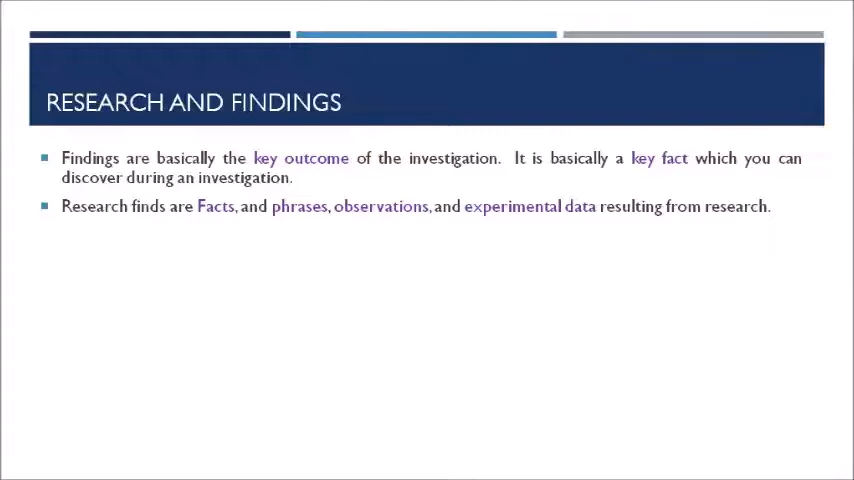 RESEARCH AND FINDINGS
Findings are basically the key outcome of the investigation. It is basically a key fact which you can
discover during an investigation.
Research finds are Facts, and phrases, observations, and experimental data resulting from research.